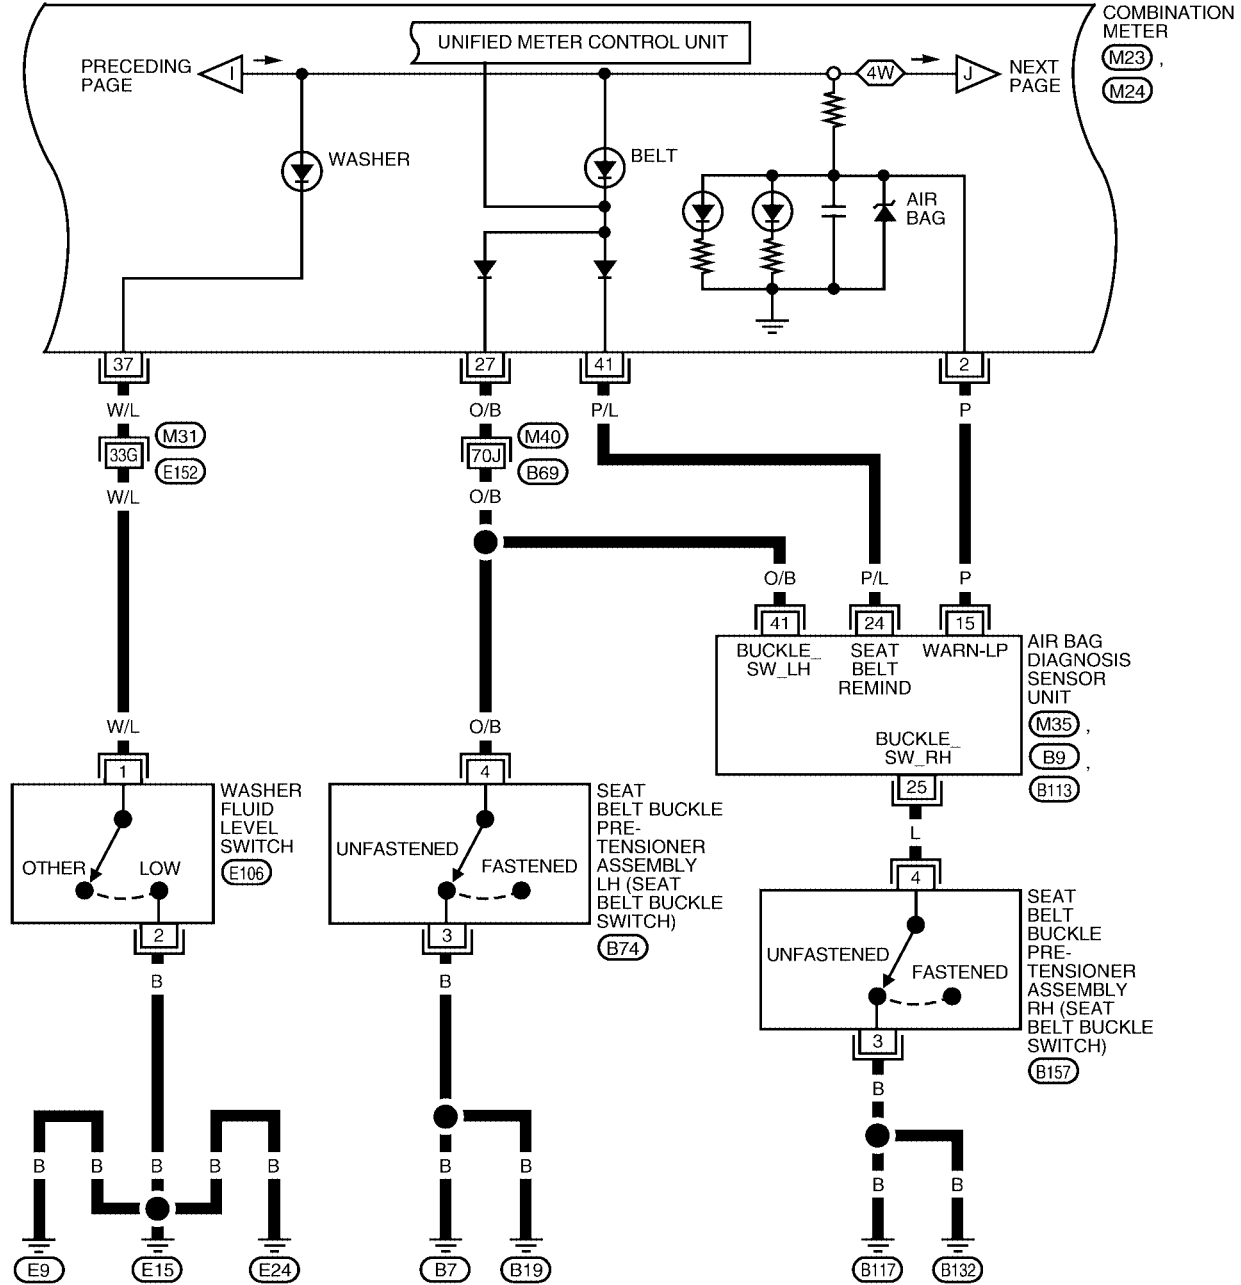 COMBINATION
METER
M23 ,
M24
UNIFIED METER CONTROL UNIT
PRECEDING
PAGE
I
4W
J
NEXT
PAGE
WASHER
BELT
AIR
BAG
37
27
41
2
W/L
O/B
P/L
P
33G
M31
E152
70J
M40
B69
W/L
O/B
O/B
P/L
P
41
24
15
BUCKLE_
SW_LH
SEAT
BELT
REMIND
WARN-LP
BUCKLE_
SW_RH
AIR BAG
DIAGNOSIS
SENSOR
UNIT
M35 ,
B9 ,
B113
25
L
W/L
O/B
1
4
OTHER
LOW
WASHER
FLUID
LEVEL
SWITCH
E106
UNFASTENED
FASTENED
SEAT
BELT BUCKLE
PRE-
TENSIONER
ASSEMBLY
LH (SEAT
BELT BUCKLE
SWITCH)
B74
4
UNFASTENED
FASTENED
SEAT
BELT
BUCKLE
PRE-
TENSIONER
ASSEMBLY
RH (SEAT
BELT BUCKLE
SWITCH)
B157
2
3
3
B
B
B
B
B
B
B
B
B
B
B
B
E9
E15
E24
B7
B19
B117
B132